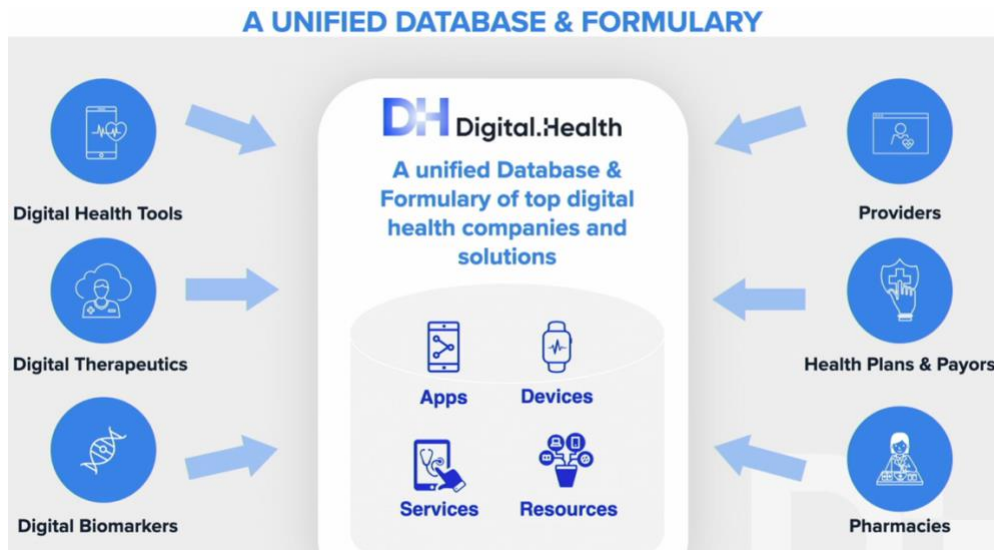 A UNIFIED DATABASE & FORMULARY
DH Digital.Health
A unified Database &
Formulary of top digital
health companies and
solutions
Digital Health Tools
Digital Therapeutics
Digital Biomarkers
Apps
Devices
Services
Resources
Providers
Health Plans & Payors
Pharmacies